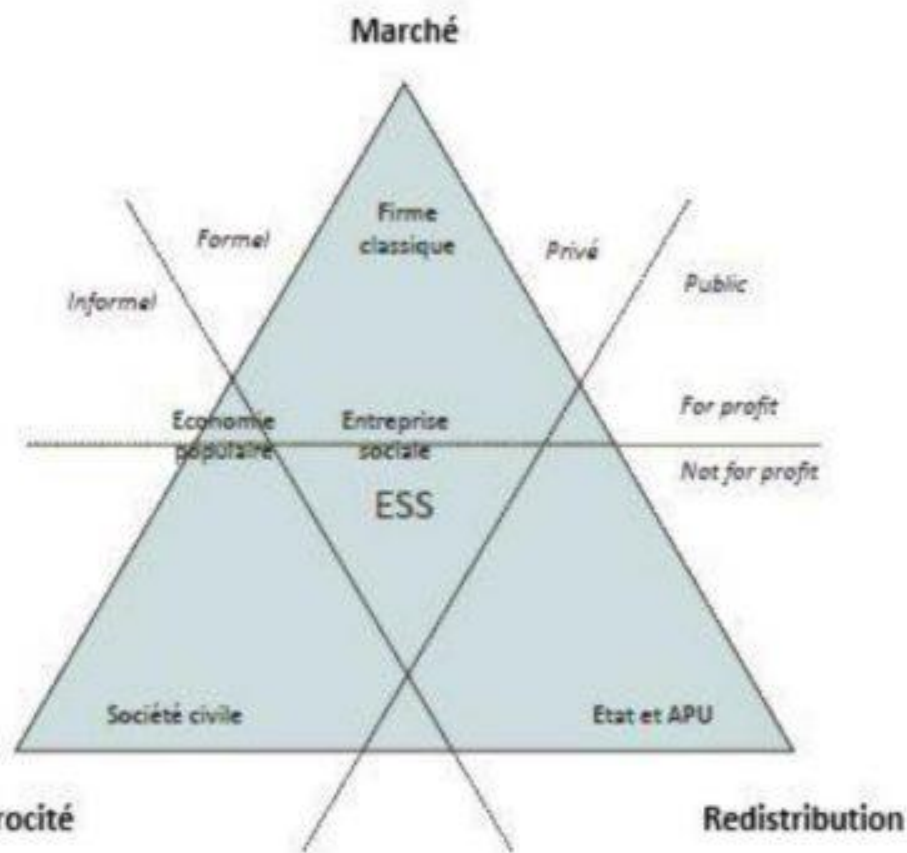 Marché
Firme
classique
Formel
Privé
Informel
Public
For profit
Economie
populaire
Entreprise
sociale
Not for profit
ESS
Société civile
Etat et APU
rocité
Redistribution